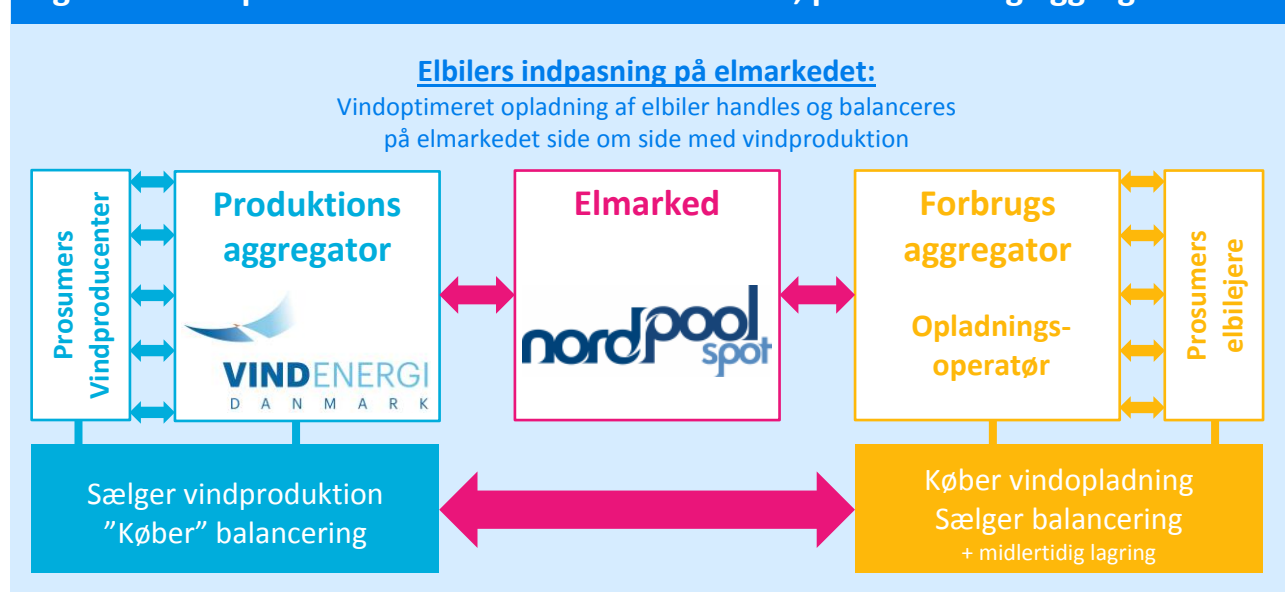 Elbilers indpasning på elmarkedet:
Vindoptimeret opladning af elbiler handles og balanceres
på elmarkedet side om side med vindproduktion
Prosumers
Vindproducenter
Produktions
aggregator
VINDENERGI
DANMARK
Elmarked
nordpool
spot
Forbrugs
aggregator
Opladnings-
operatør
Prosumers
elbilejere
Sælger vindproduktion
”Køber” balancering
Køber vindopladning
Sælger balancering
+ midlertidig lagring